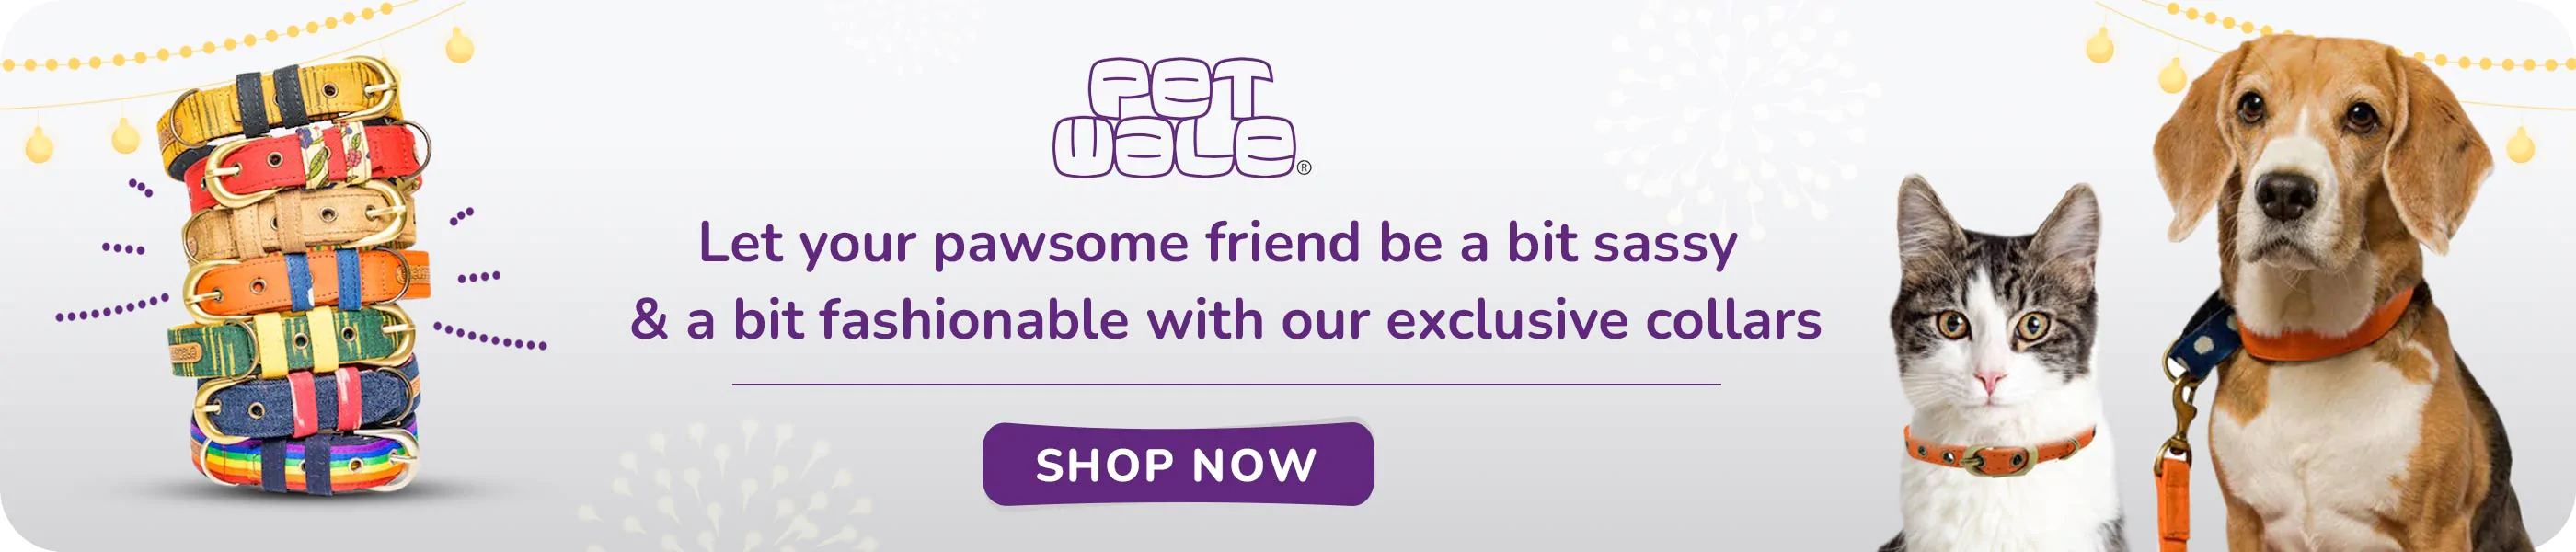 PET
WALE®
Let your pawsome friend be a bit sassy
& a bit fashionable with our exclusive collars
SHOP NOW